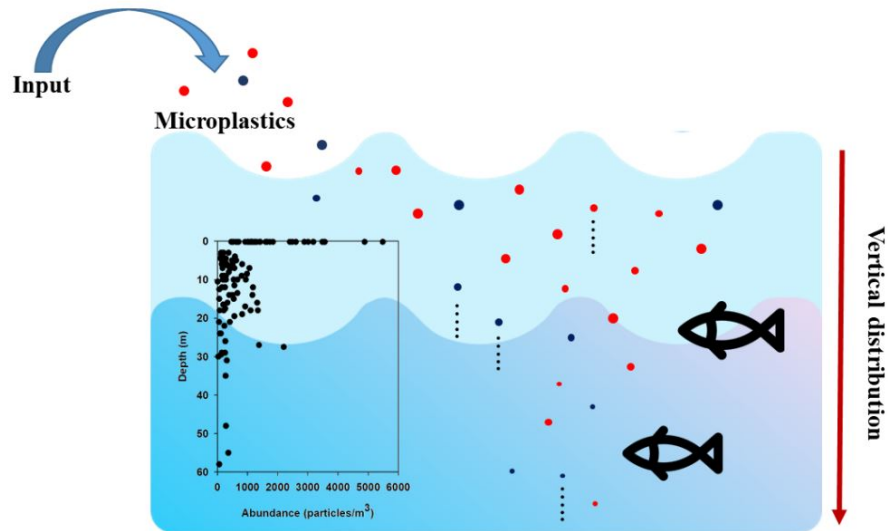 Input
Microplastics
0
10
20
30
40
50
60
Depth (m)
0 1000 2000 3000 4000 5000 6000
Abundance (particles/m³)
Vertical distribution